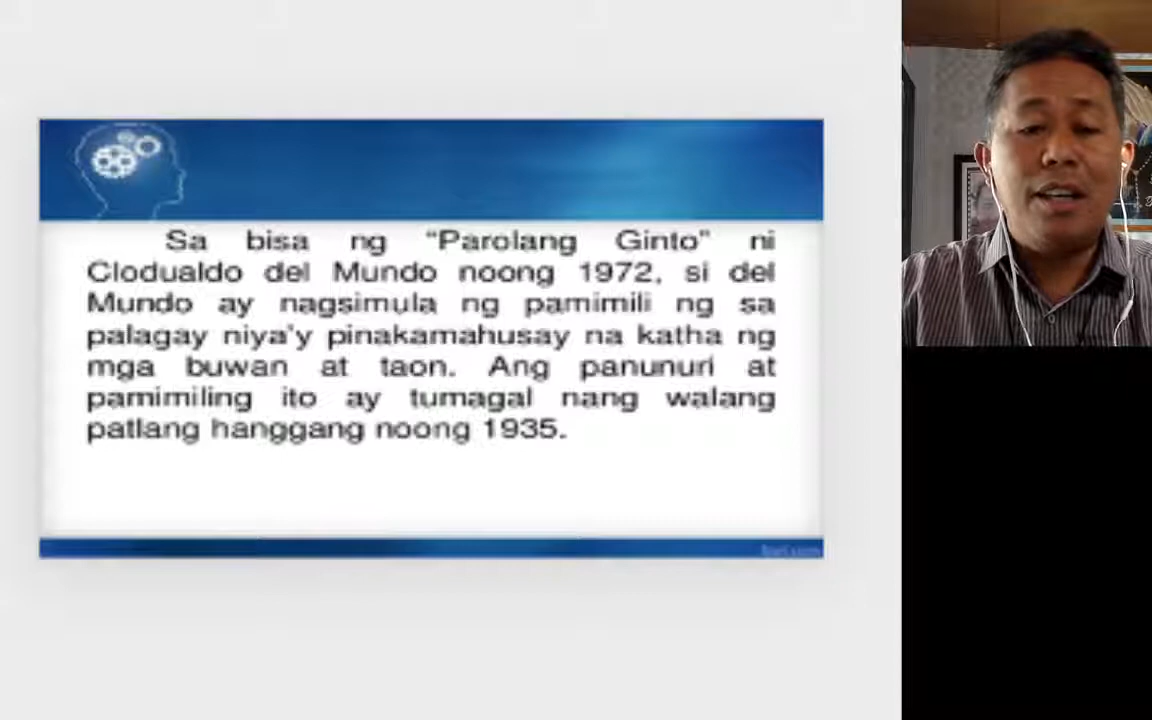 Sa bisa ng “Parolang Ginto” ni
Clodualdo del Mundo noong 1972, si del
Mundo ay nagsimula ng pamimili ng sa
palagay niya'y pinakamahusay na katha ng
mga buwan at taon. Ang panunuri at
pamimiling ito ay tumagal nang walang
patlang hanggang noong 1935.